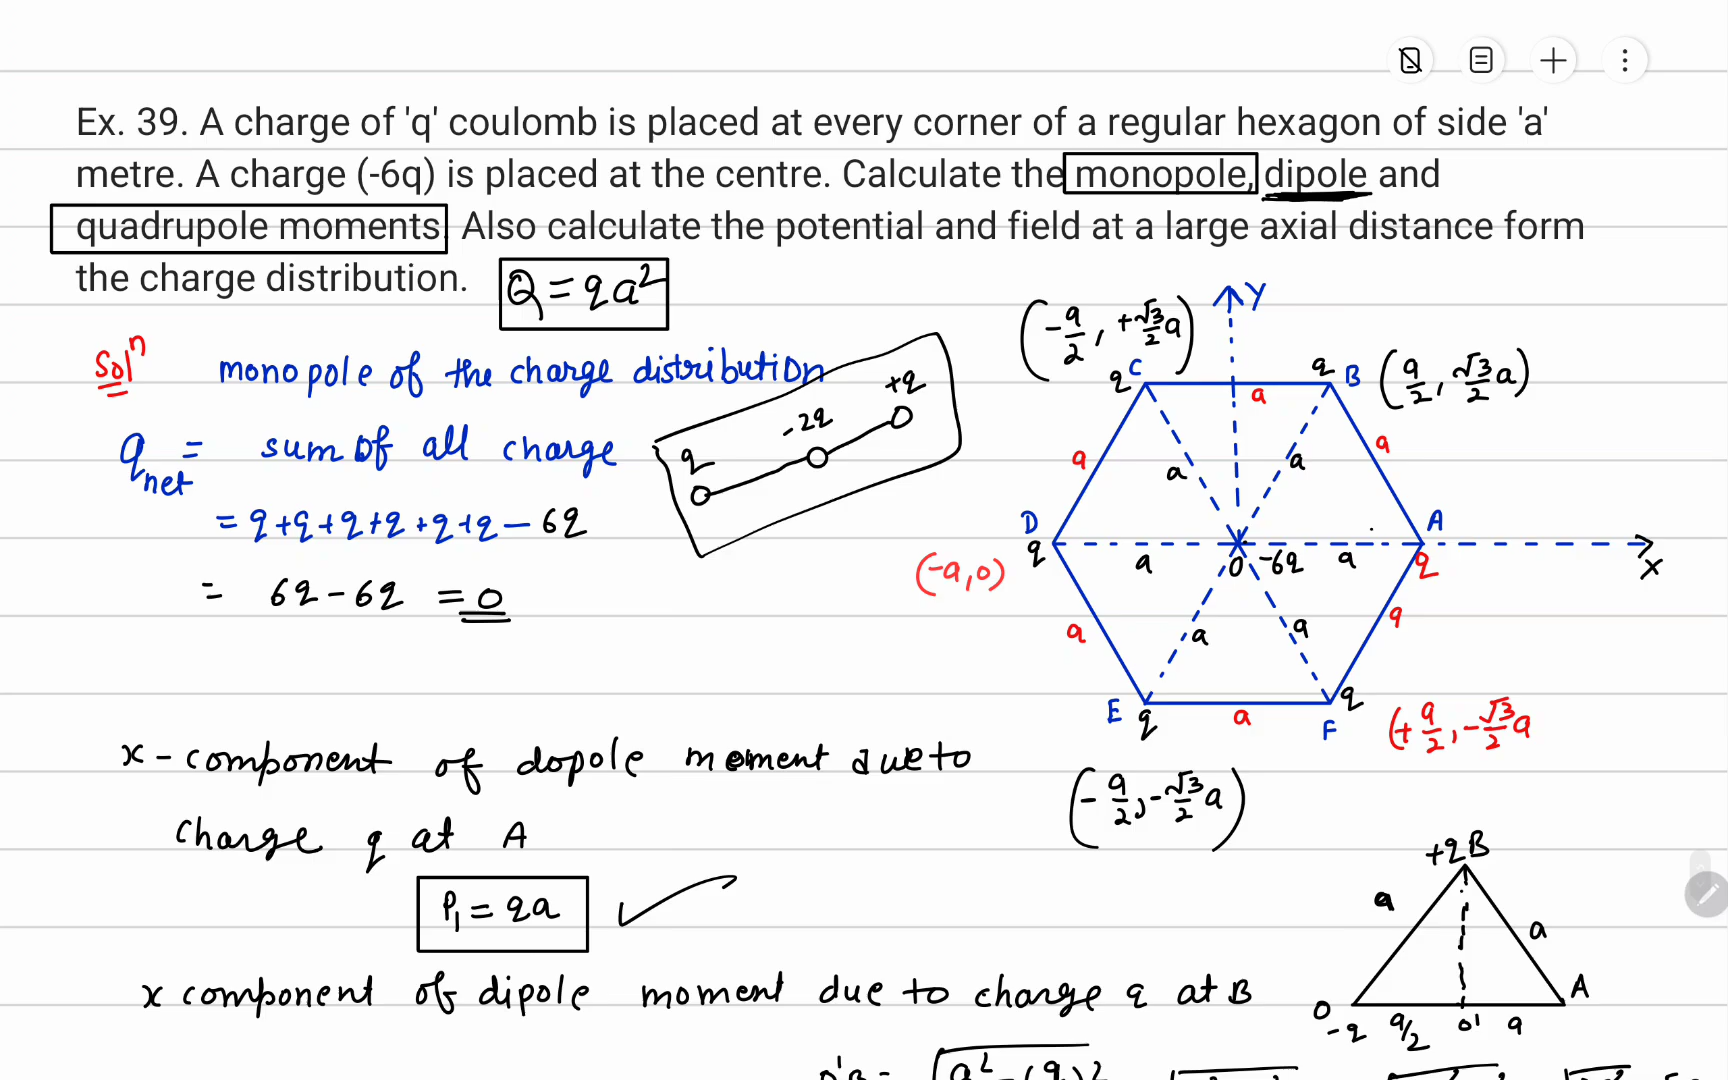 Ex. 39. A charge of 'q' coulomb is placed at every corner of a regular hexagon of side 'a'
metre. A charge (-6q) is placed at the centre. Calculate the monopole, dipole and
quadrupole moments. Also calculate the potential and field at a large axial distance form
the charge distribution.
Q = qa²
Y
(-a/2, +√3/2 a)
Solⁿ
monopole of the charge distribution
+q
-2q
q
q C
a
q B
(a/2, √3/2 a)
q_net = sum of all charge
a
a
a
a
= q+q+q+q+q+q-6q
D
q
(-a,0)
a
O
-6q
a
A
q
X
= 6q-6q = 0
a
a
a
a
E
q
a
q
F
(+a/2, -√3/2 a
x-component of dopole moment due to
(-a/2, -√3/2 a)
charge q at A
+q B
P₁ = qa
a
a
x component of dipole moment due to charge q at B
O
-q
a/2
O'
a
A